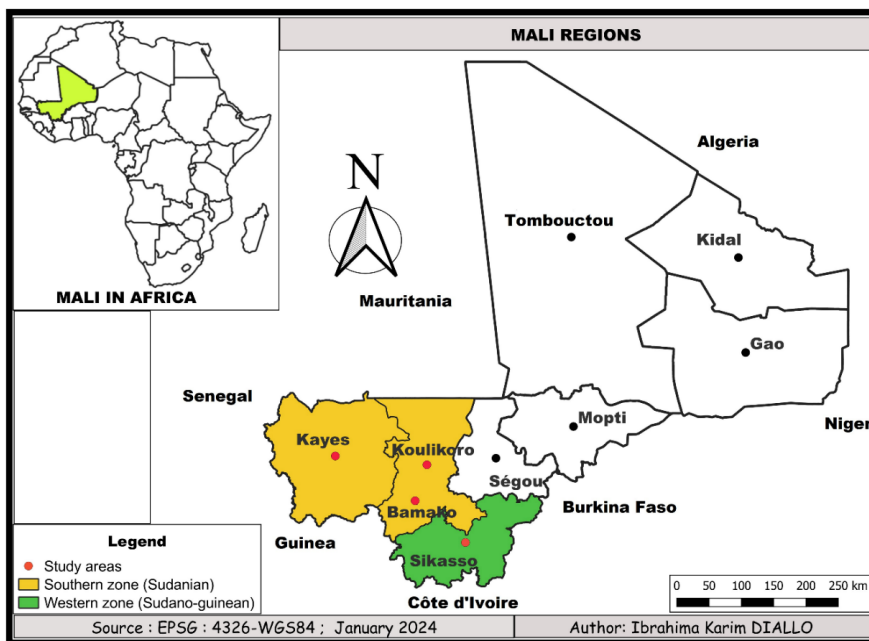 MALI REGIONS
MALI IN AFRICA
N
Algeria
Tombouctou
Kidal
Mauritania
Gao
Senegal
Niger
Mopti
Kayes
Koulikoro
Ségou
Bamako
Burkina Faso
Guinea
Sikasso
Côte d'Ivoire
Legend
Study areas
Southern zone (Sudanian)
Western zone (Sudano-guinean)
0 50 100 150 200 250 km
Source : EPSG : 4326-WGS84 ; January 2024
Author: Ibrahima Karim DIALLO